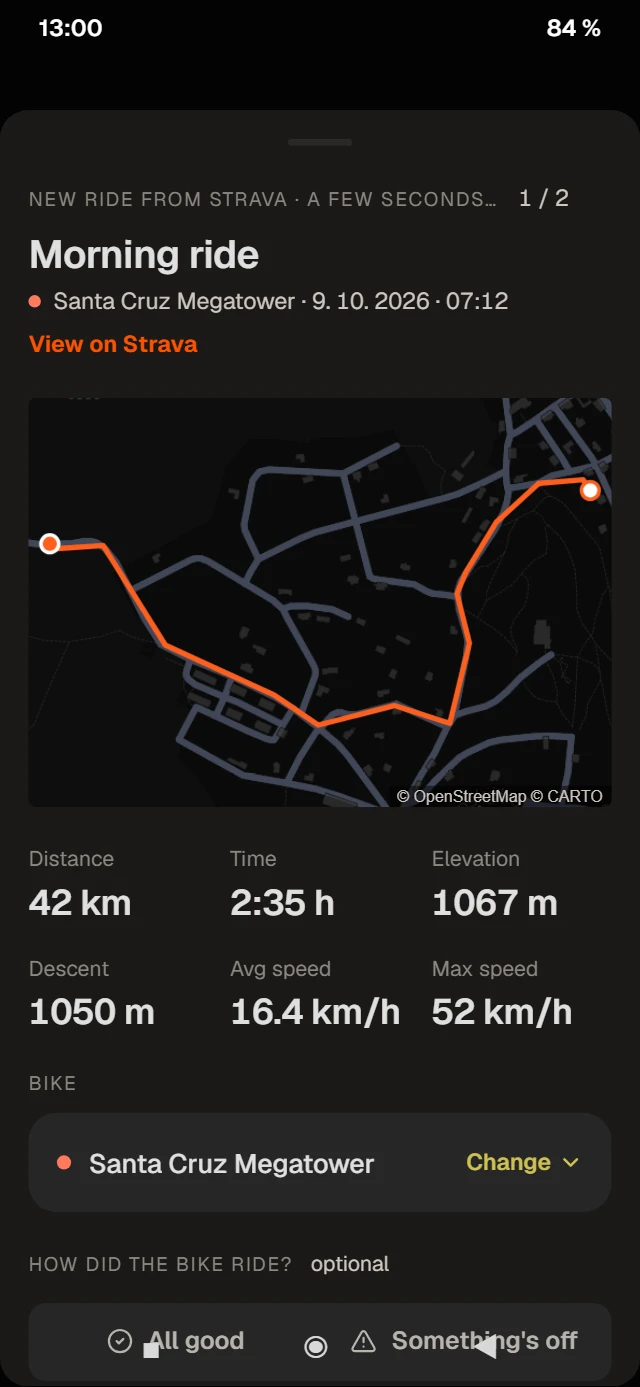 13:00
84 %
NEW RIDE FROM STRAVA · A FEW SECONDS… 1 / 2
Morning ride
Santa Cruz Megatower · 9. 10. 2026 · 07:12
View on Strava
© OpenStreetMap © CARTO
Distance Time Elevation
42 km 2:35 h 1067 m
Descent Avg speed Max speed
1050 m 16.4 km/h 52 km/h
BIKE
Santa Cruz Megatower Change
HOW DID THE BIKE RIDE? optional
All good Something's off